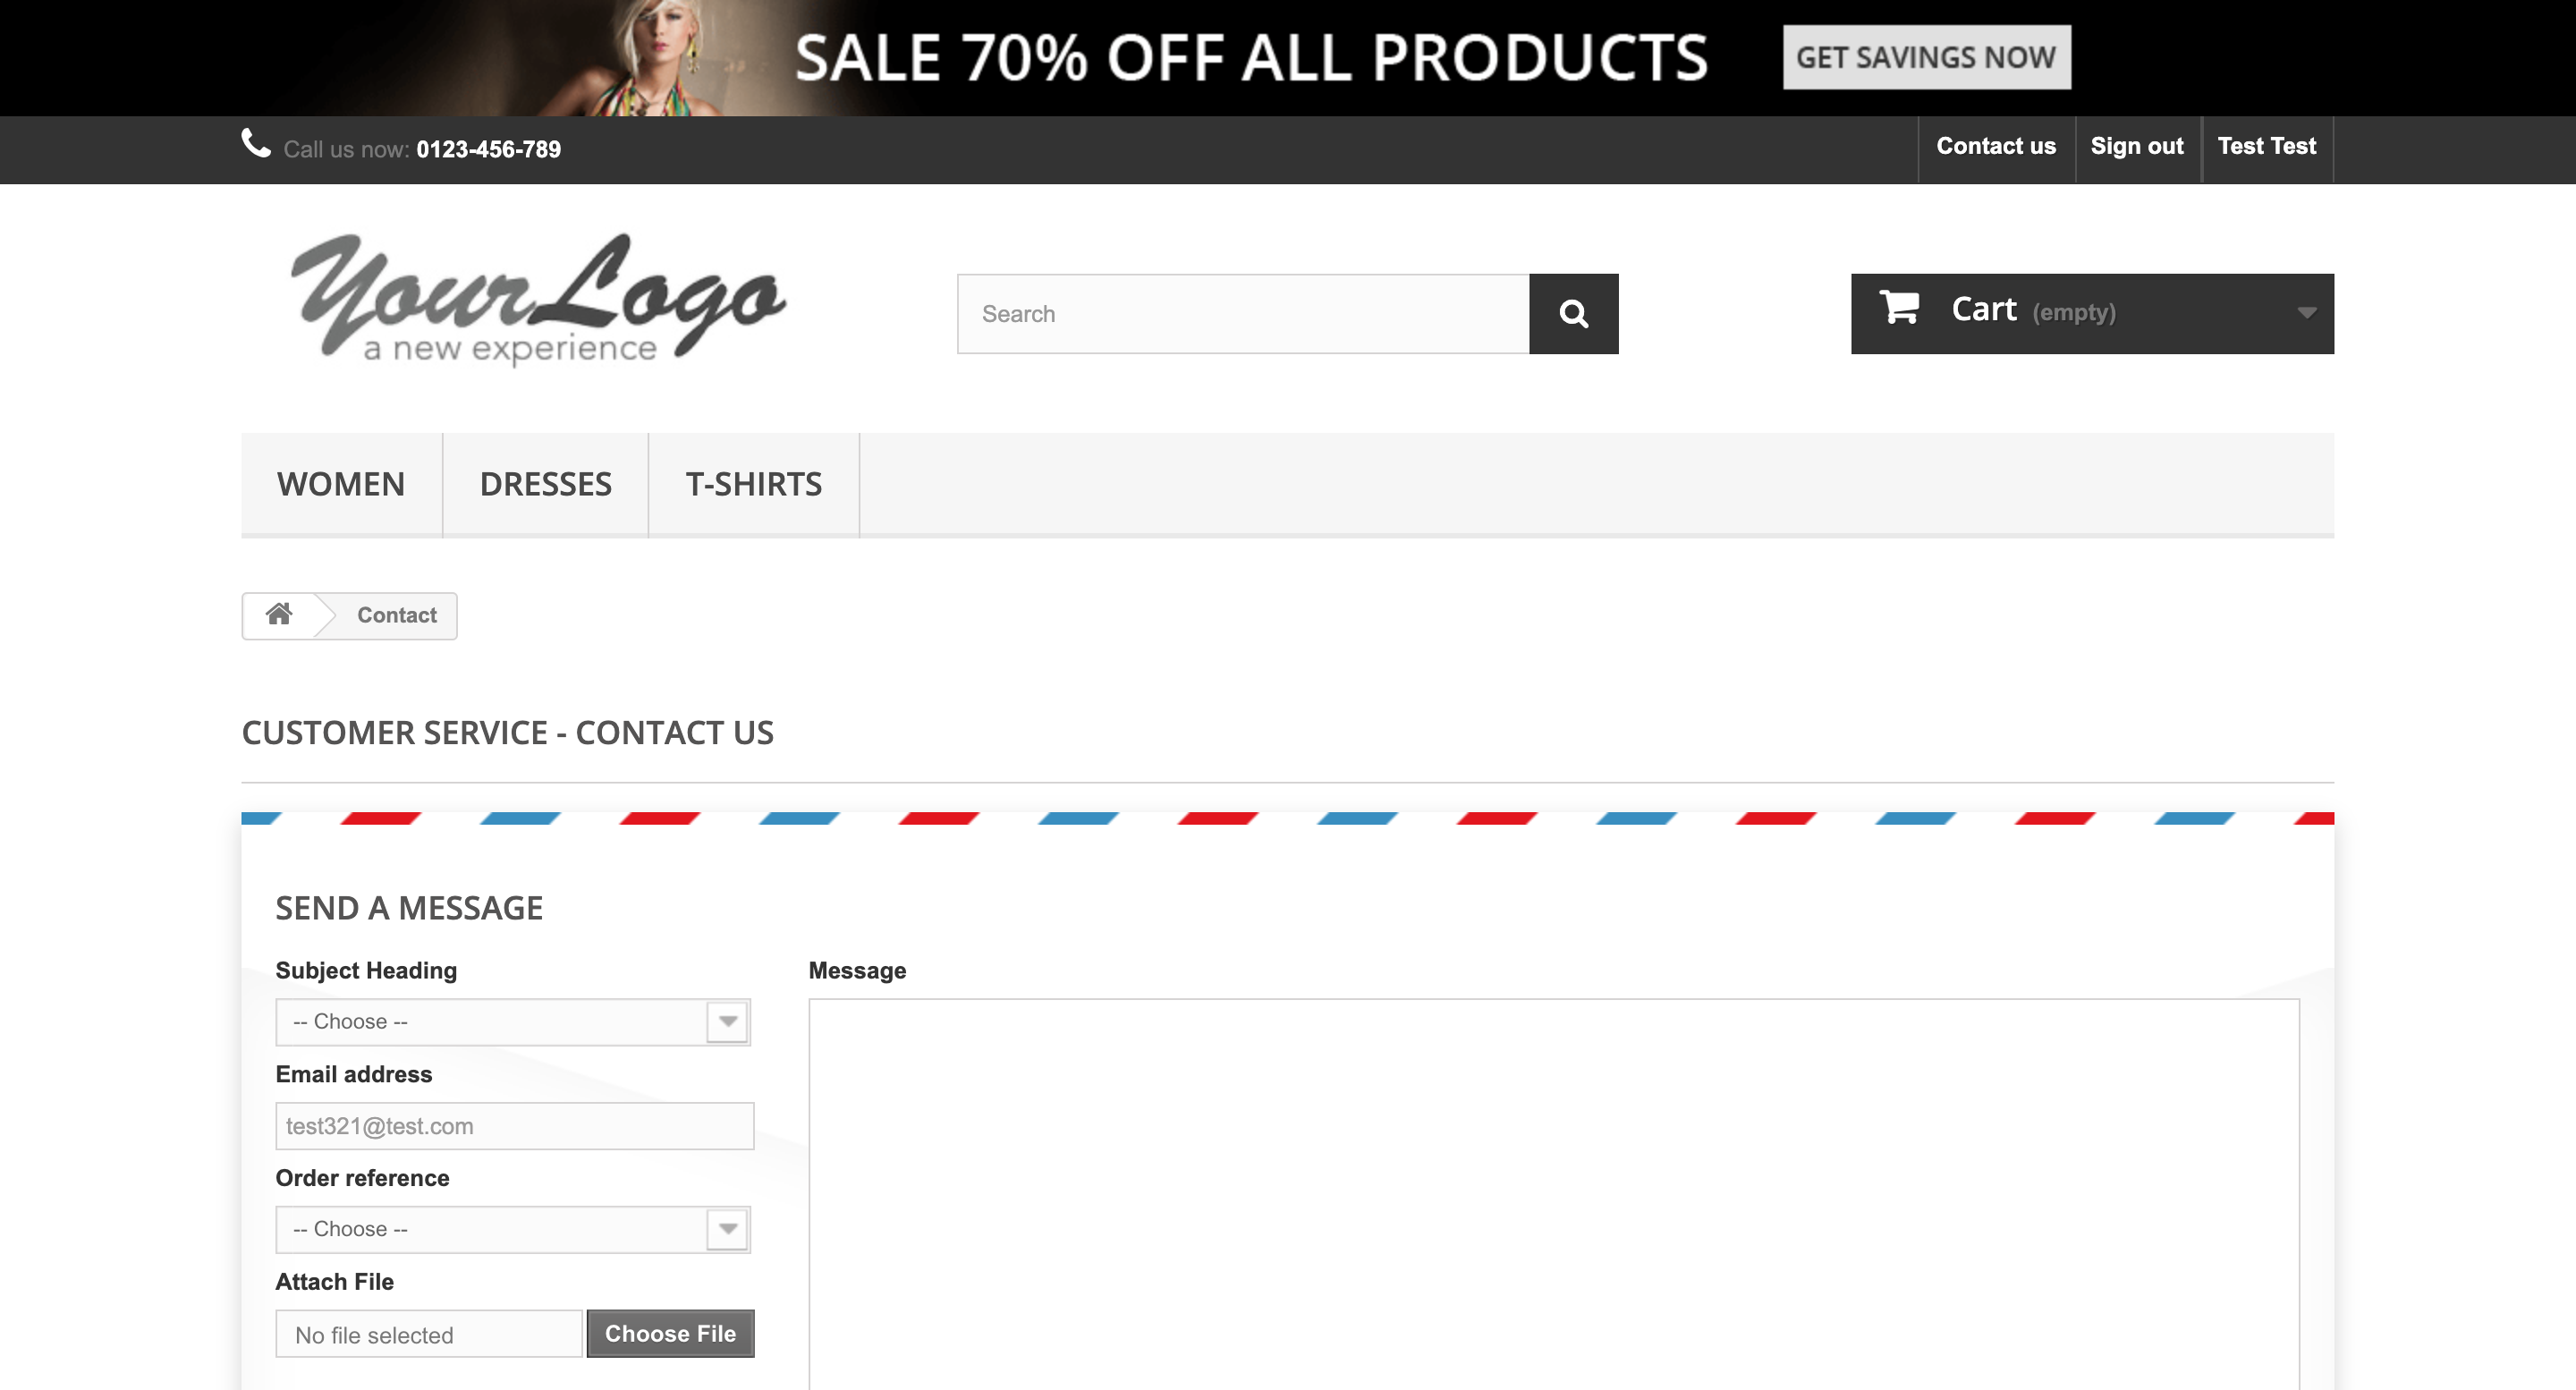 SALE 70% OFF ALL PRODUCTS GET SAVINGS NOW
Call us now: 0123-456-789 Contact us Sign out Test Test
YourLogo
a new experience
Search
Cart (empty)
WOMEN DRESSES T-SHIRTS
Contact
CUSTOMER SERVICE - CONTACT US
SEND A MESSAGE
Subject Heading
-- Choose --
Email address
test321@test.com
Order reference
-- Choose --
Attach File
No file selected Choose File
Message